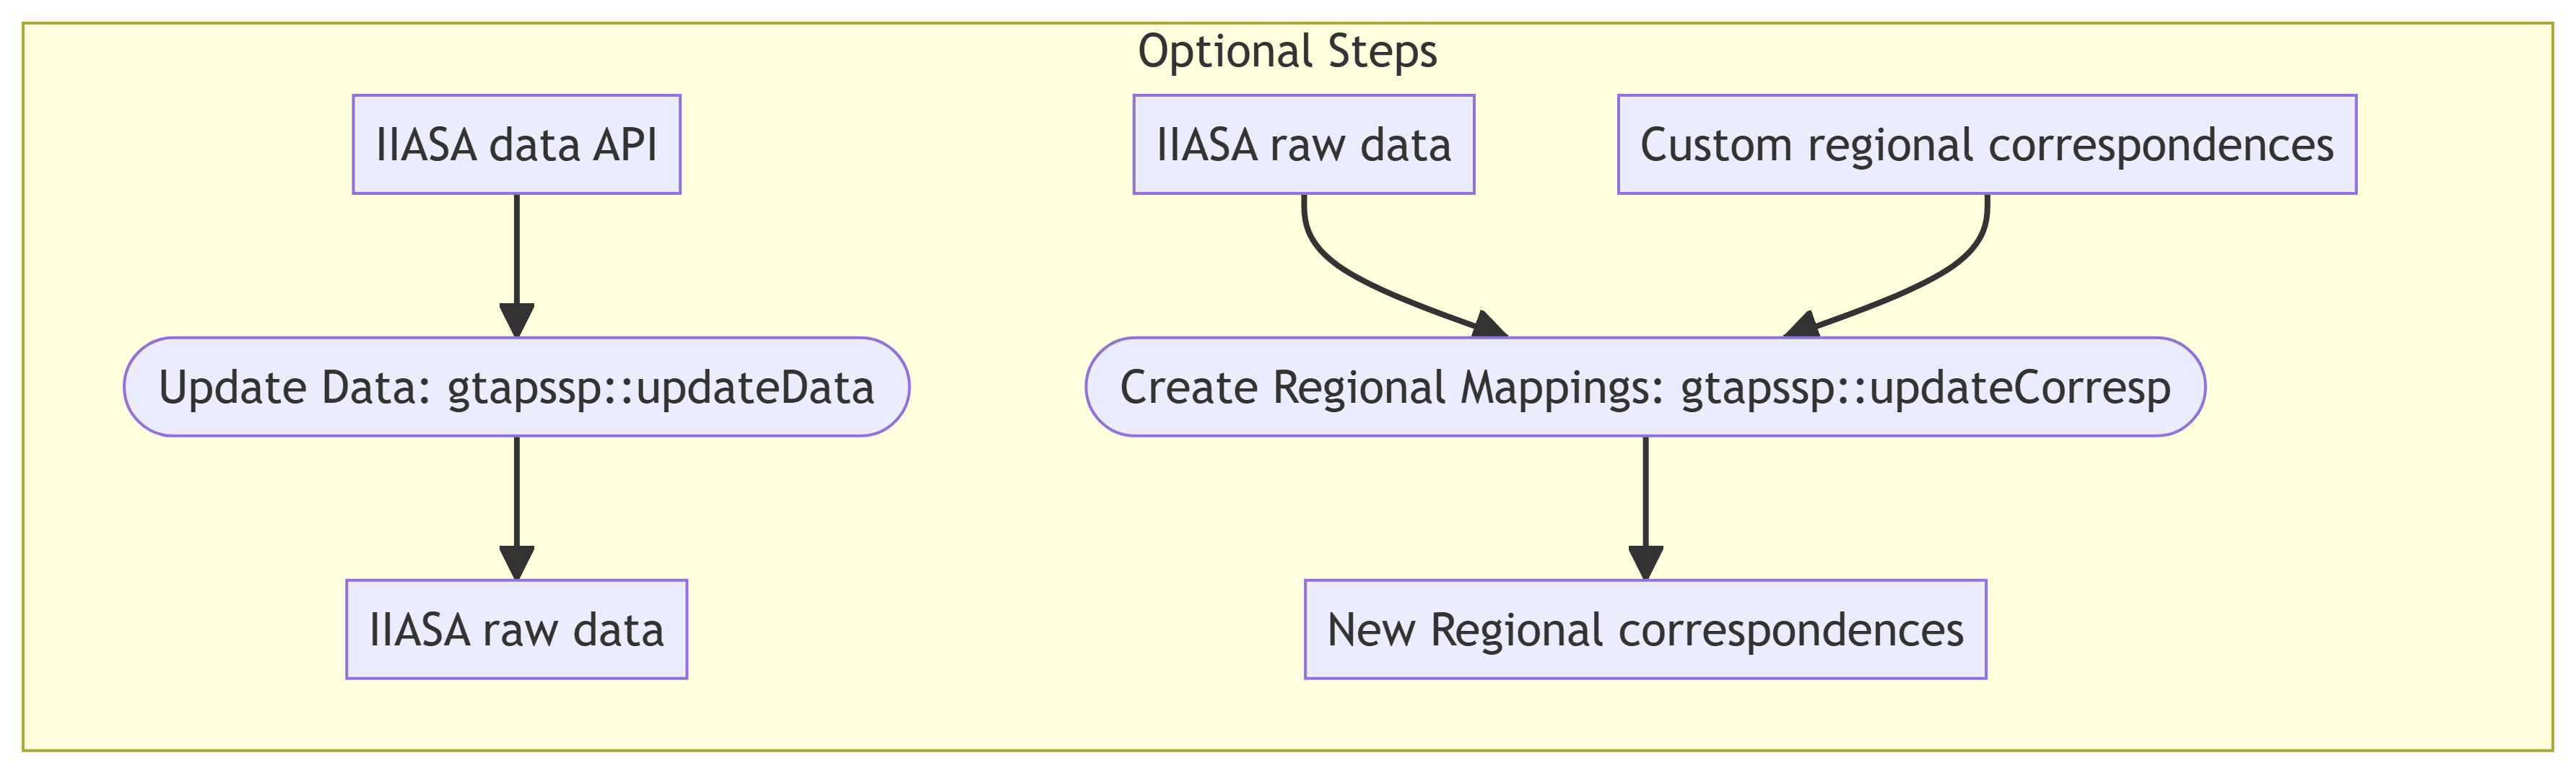 Optional Steps
IIASA data API
IIASA raw data
Custom regional correspondences
Update Data: gtapssp::updateData
Create Regional Mappings: gtapssp::updateCorresp
IIASA raw data
New Regional correspondences